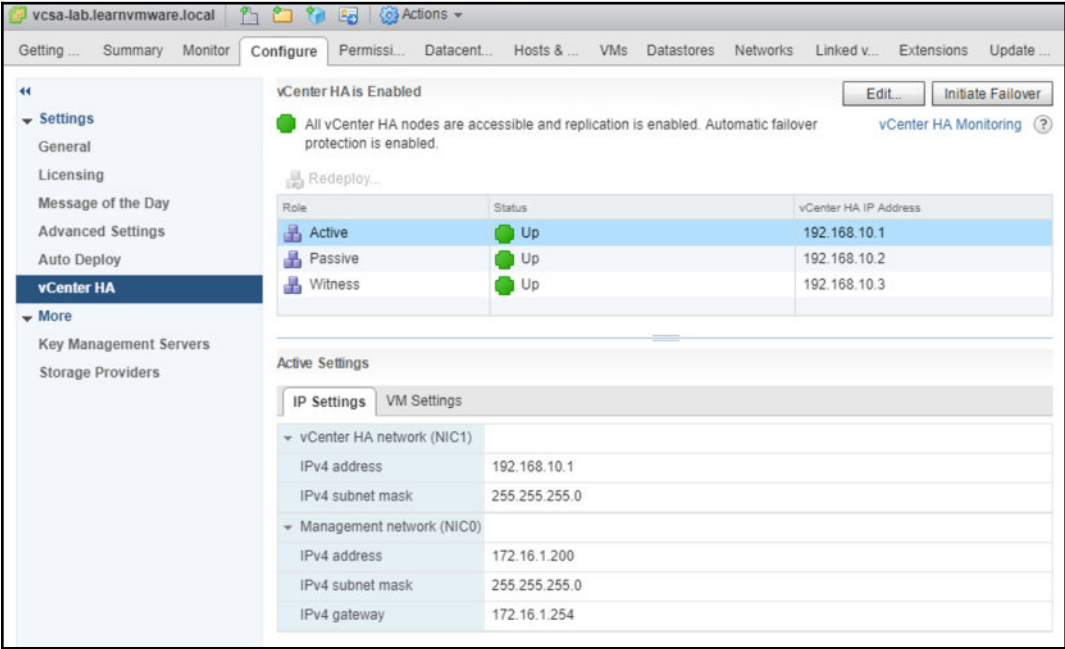 vcsa-lab.learnvmware.local Actions
Getting ... Summary Monitor Configure Permissi... Datacent... Hosts & ... VMs Datastores Networks Linked v... Extensions Update ...
Settings
General
Licensing
Message of the Day
Advanced Settings
Auto Deploy
vCenter HA
More
Key Management Servers
Storage Providers
vCenter HA is Enabled
Edit... Initiate Failover
All vCenter HA nodes are accessible and replication is enabled. Automatic failover
protection is enabled.
vCenter HA Monitoring ?
Redeploy...
Role Status vCenter HA IP Address
Active Up 192.168.10.1
Passive Up 192.168.10.2
Witness Up 192.168.10.3
Active Settings
IP Settings VM Settings
vCenter HA network (NIC1)
IPv4 address 192.168.10.1
IPv4 subnet mask 255.255.255.0
Management network (NIC0)
IPv4 address 172.16.1.200
IPv4 subnet mask 255.255.255.0
IPv4 gateway 172.16.1.254